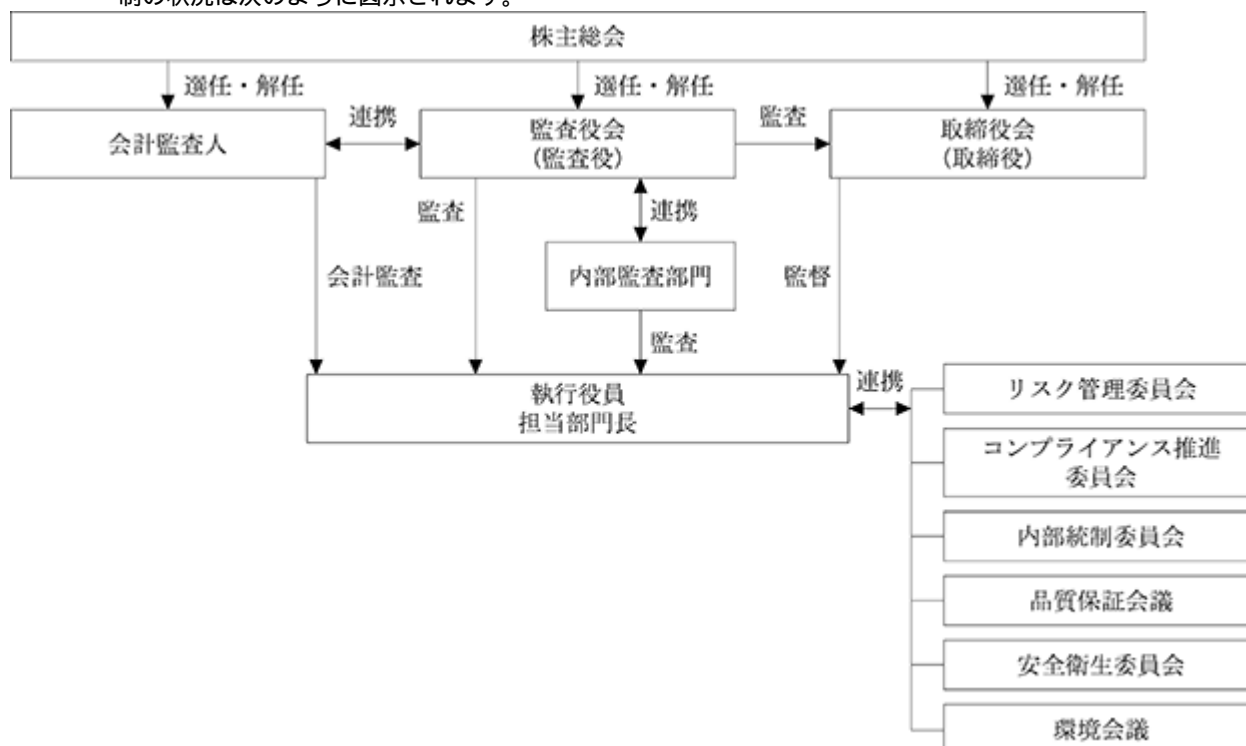 制の状況は次のように図示されます。
株主総会
選任・解任
選任・解任
選任・解任
会計監査人
連携
監査役会
(監査役)
監査
取締役会
(取締役)
監査
連携
会計監査
内部監査部門
監督
監査
執行役員
担当部門長
連携
リスク管理委員会
コンプライアンス推進
委員会
内部統制委員会
品質保証会議
安全衛生委員会
環境会議